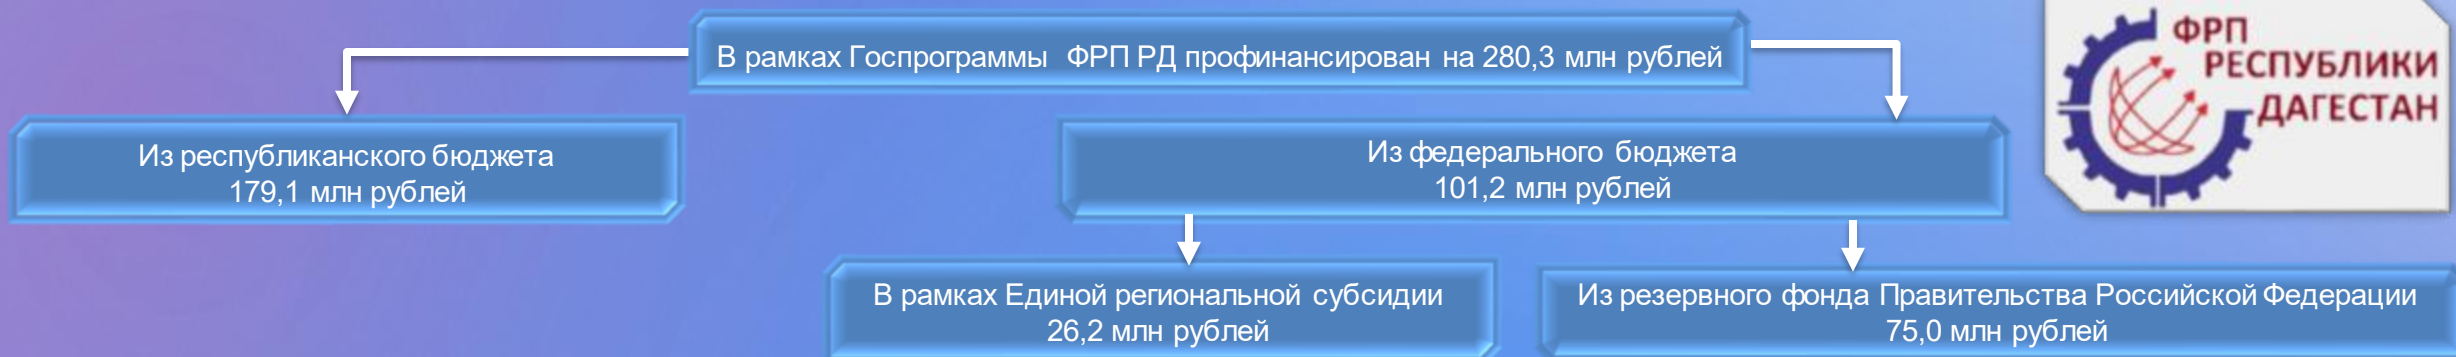 В рамках Госпрограммы ФРП РД профинансирован на 280,3 млн рублей
ФРП
РЕСПУБЛИКИ
ДАГЕСТАН
Из республиканского бюджета
179,1 млн рублей
Из федерального бюджета
101,2 млн рублей
В рамках Единой региональной субсидии
26,2 млн рублей
Из резервного фонда Правительства Российской Федерации
75,0 млн рублей